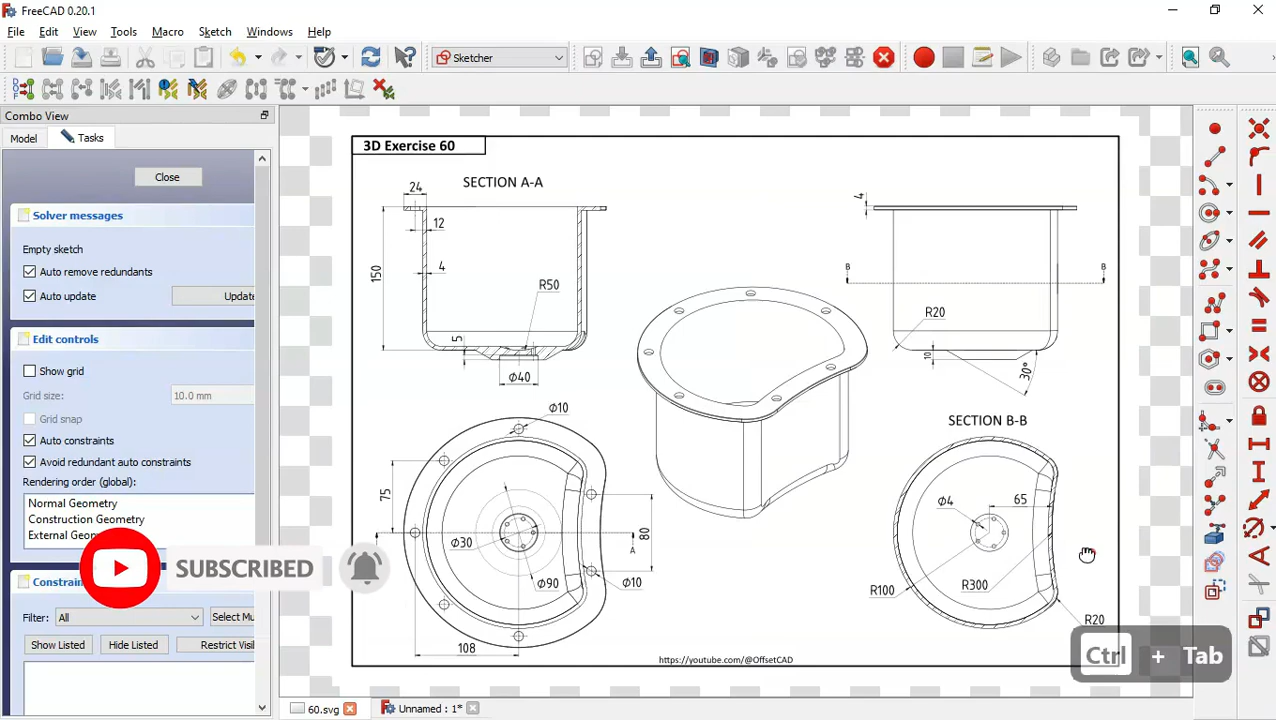 FreeCAD 0.20.1
File Edit View Tools Macro Sketch Windows Help
Sketcher
Combo View
Model Tasks
Close
Solver messages
Empty sketch
Auto remove redundants
Auto update Update
Edit controls
Show grid
Grid size: 10.0 mm
Grid snap
Auto constraints
Avoid redundant auto constraints
Rendering order (global):
Normal Geometry
Construction Geometry
External Geom
Constrain
Filter: All Select Mu
Show Listed Hide Listed Restrict Visi
SUBSCRIBED
3D Exercise 60
SECTION A-A
24
12
4
150
R50
5
Φ40
4
B B
R20
10
30°
Φ10
75
Φ30
Φ90
80
A
Φ10
108
SECTION B-B
Φ4
65
R100
R300
R20
https://youtube.com/@OffsetCAD
Ctrl + Tab
60.svg Unnamed : 1*